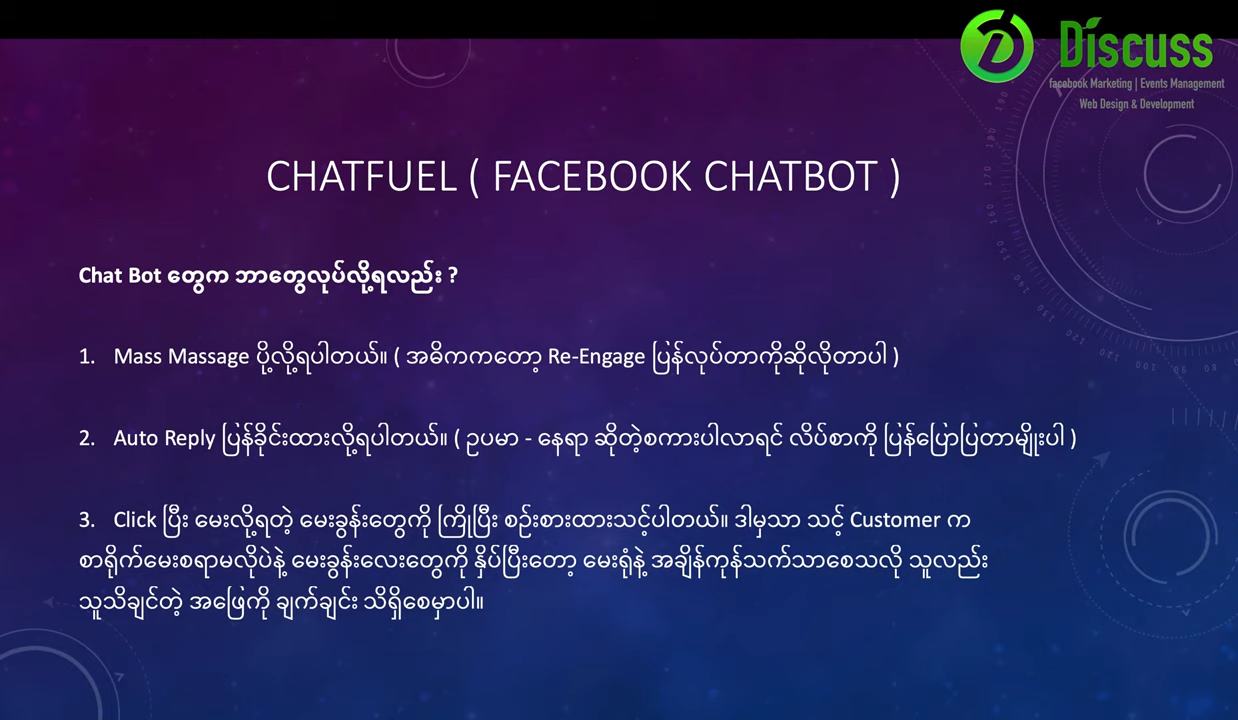 Discuss
facebook Marketing | Events Management
Web Design & Development
CHATFUEL ( FACEBOOK CHATBOT )
Chat Bot တွေက ဘာတွေလုပ်လို့ရလည်း ?
1. Mass Massage ပို့လို့ရပါတယ်။ ( အဓိကကတော့ Re-Engage ပြန်လုပ်တာကိုဆိုလိုတာပါ )
2. Auto Reply ပြန်ခိုင်းထားလို့ရပါတယ်။ ( ဥပမာ - နေရာ ဆိုတဲ့စကားပါလာရင် လိပ်စာကို ပြန်ပြောပြတာမျိုးပါ )
3. Click ပြီး မေးလို့ရတဲ့ မေးခွန်းတွေကို ကြိုပြီး စဉ်းစားထားသင့်ပါတယ်။ ဒါမှသာ သင့် Customer က
စာရိုက်မေးစရာမလိုပဲနဲ့ မေးခွန်းလေးတွေကို နှိပ်ပြီးတော့ မေးရုံနဲ့ အချိန်ကုန်သက်သာစေသလို သူလည်း
သူသိချင်တဲ့ အဖြေကို ချက်ချင်း သိရှိစေမှာပါ။